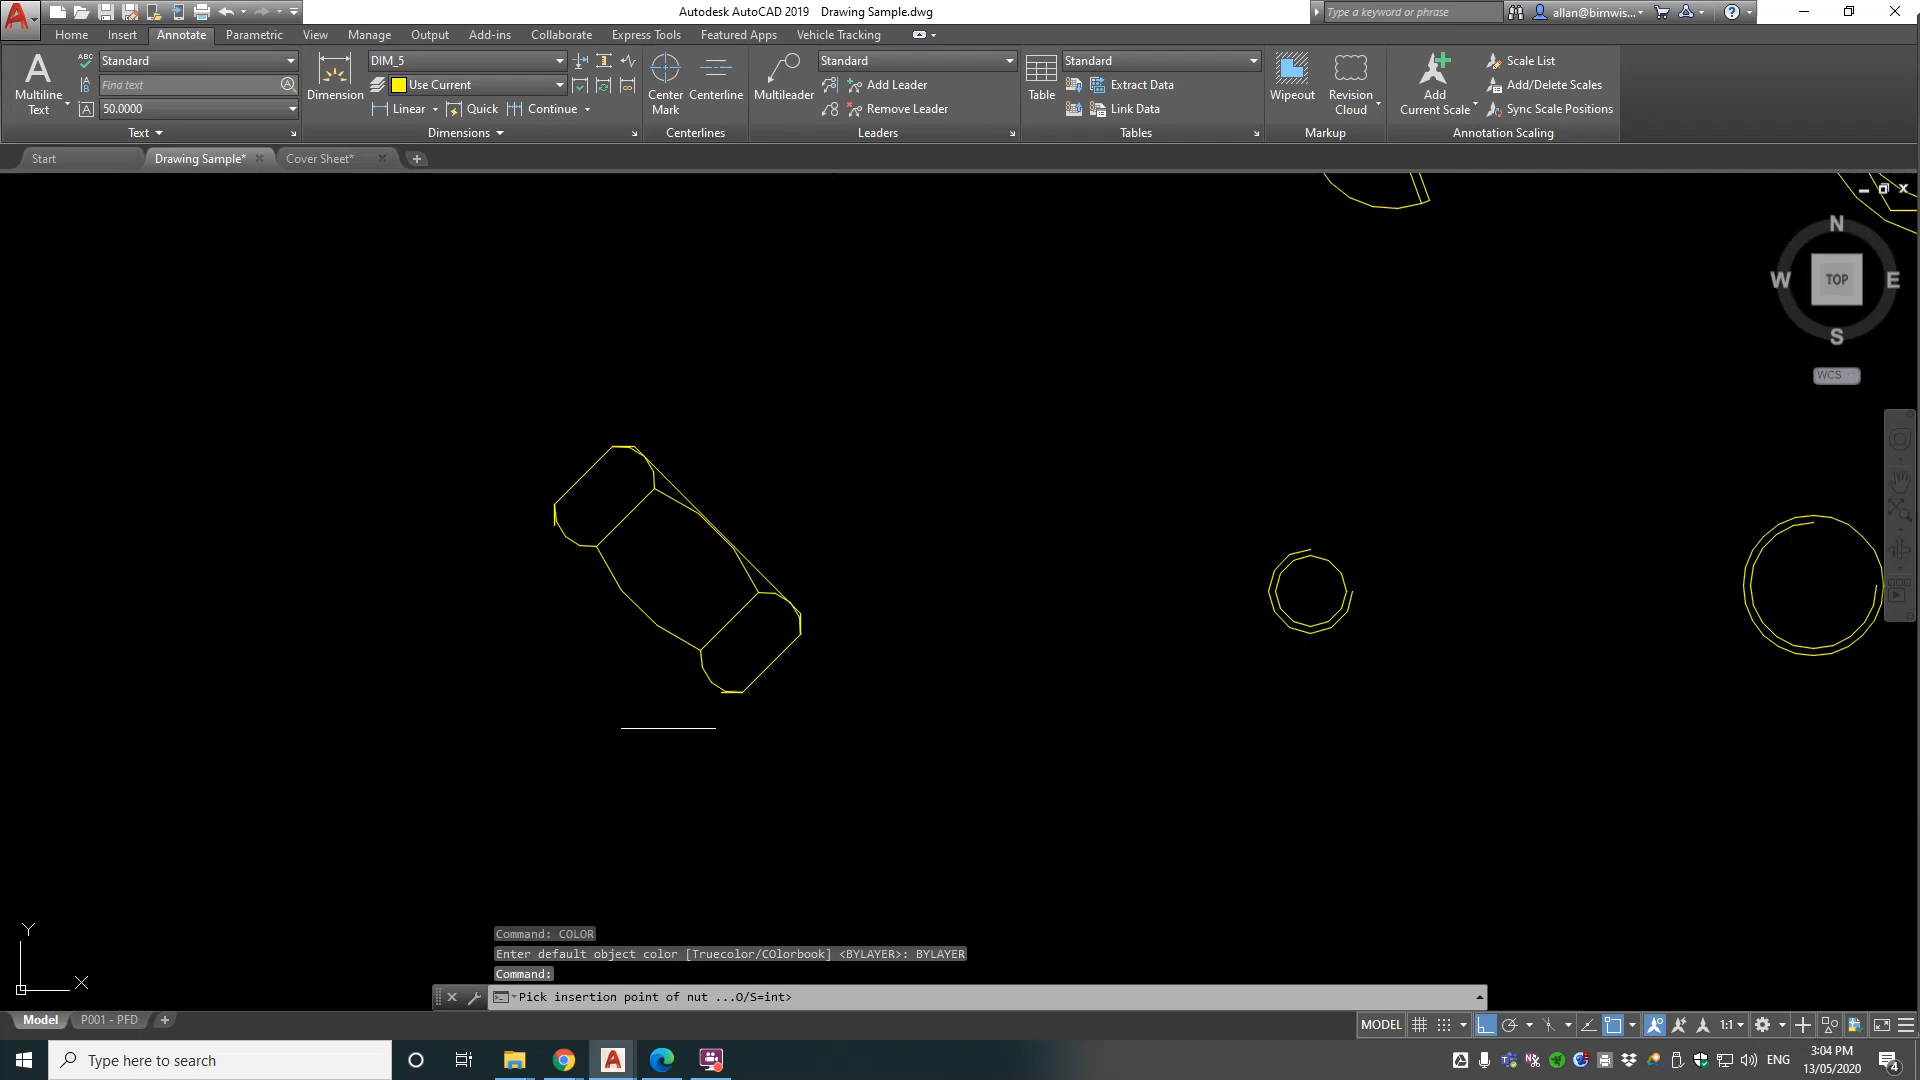 Autodesk AutoCAD 2019 Drawing Sample.dwg
Type a keyword or phrase
allan@bimwis...
Home Insert Annotate Parametric View Manage Output Add-ins Collaborate Express Tools Featured Apps Vehicle Tracking
Multiline Text
ABC
Standard
Find text
50.0000
Text
Dimension
DIM_5
Use Current
Linear Quick Continue
Dimensions
Center Mark
Centerline
Centerlines
Multileader
Standard
Add Leader
Remove Leader
Leaders
Table
Standard
Extract Data
Link Data
Tables
Wipeout
Revision Cloud
Markup
Add Current Scale
Scale List
Add/Delete Scales
Sync Scale Positions
Annotation Scaling
Start Drawing Sample* Cover Sheet*
N
W TOP E
S
WCS
Y
X
Command: COLOR
Enter default object color [Truecolor/COlorbook] <BYLAYER>: BYLAYER
Command:
Pick insertion point of nut ...O/S=int>
Model P001 - PFD
MODEL 1:1
Type here to search
ENG
3:04 PM
13/05/2020
4